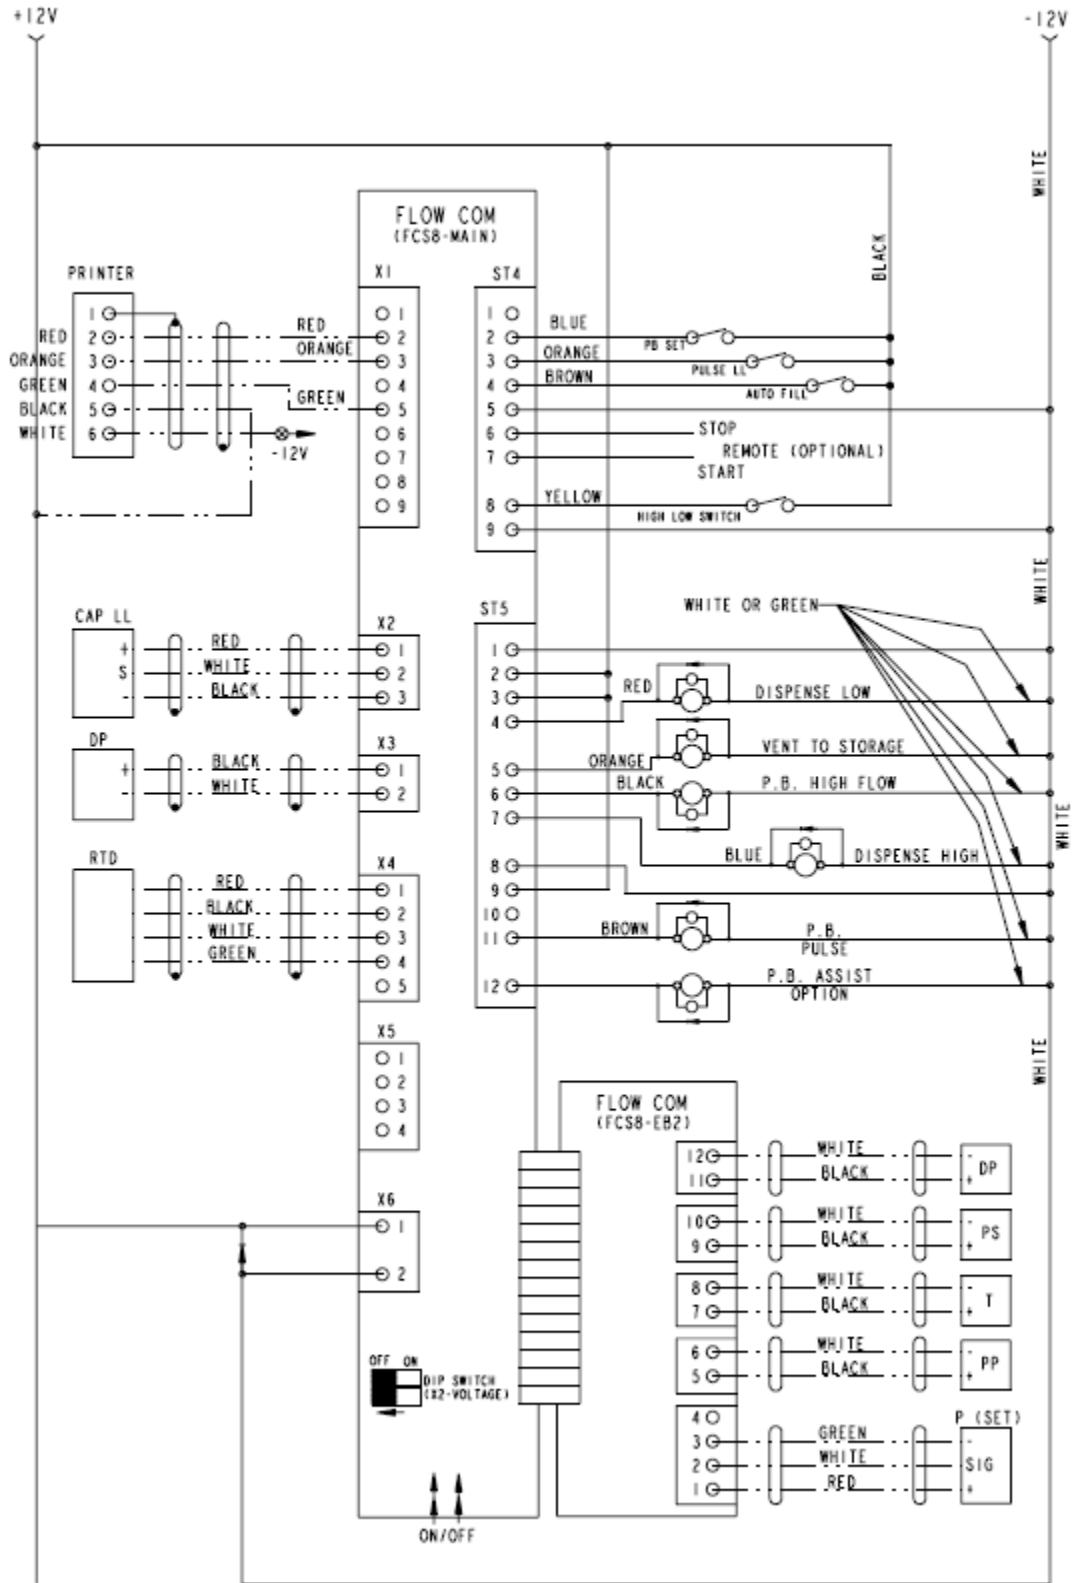 +12V
-12V
WHITE
FLOW COM
(FCS8-MAIN)
BLACK
PRINTER
X1
ST4
1
2
3
4
5
6
RED
ORANGE
GREEN
BLACK
WHITE
RED
ORANGE
GREEN
-12V
1
2
3
4
5
6
7
8
9
1
2
3
4
5
6
7
8
9
BLUE
ORANGE
BROWN
YELLOW
PB SET
PULSE LL
AUTO FILL
STOP
REMOTE (OPTIONAL)
START
HIGH LOW SWITCH
WHITE
CAP LL
+
S
-
RED
WHITE
BLACK
X2
1
2
3
DP
+
-
BLACK
WHITE
X3
1
2
RTD
RED
BLACK
WHITE
GREEN
X4
1
2
3
4
5
ST5
1
2
3
4
5
6
7
8
9
10
11
12
WHITE OR GREEN
RED
DISPENSE LOW
ORANGE
VENT TO STORAGE
BLACK
P.B. HIGH FLOW
WHITE
BLUE
DISPENSE HIGH
BROWN
P.B.
PULSE
P.B. ASSIST
OPTION
WHITE
X5
1
2
3
4
X6
1
2
OFF ON
DIP SWITCH
(X2-VOLTAGE)
ON/OFF
FLOW COM
(FCS8-EB2)
12
11
WHITE
BLACK
-
+
DP
10
9
WHITE
BLACK
-
+
PS
8
7
WHITE
BLACK
-
+
T
6
5
WHITE
BLACK
-
+
PP
P (SET)
4
3
2
1
GREEN
WHITE
RED
-
SIG
+